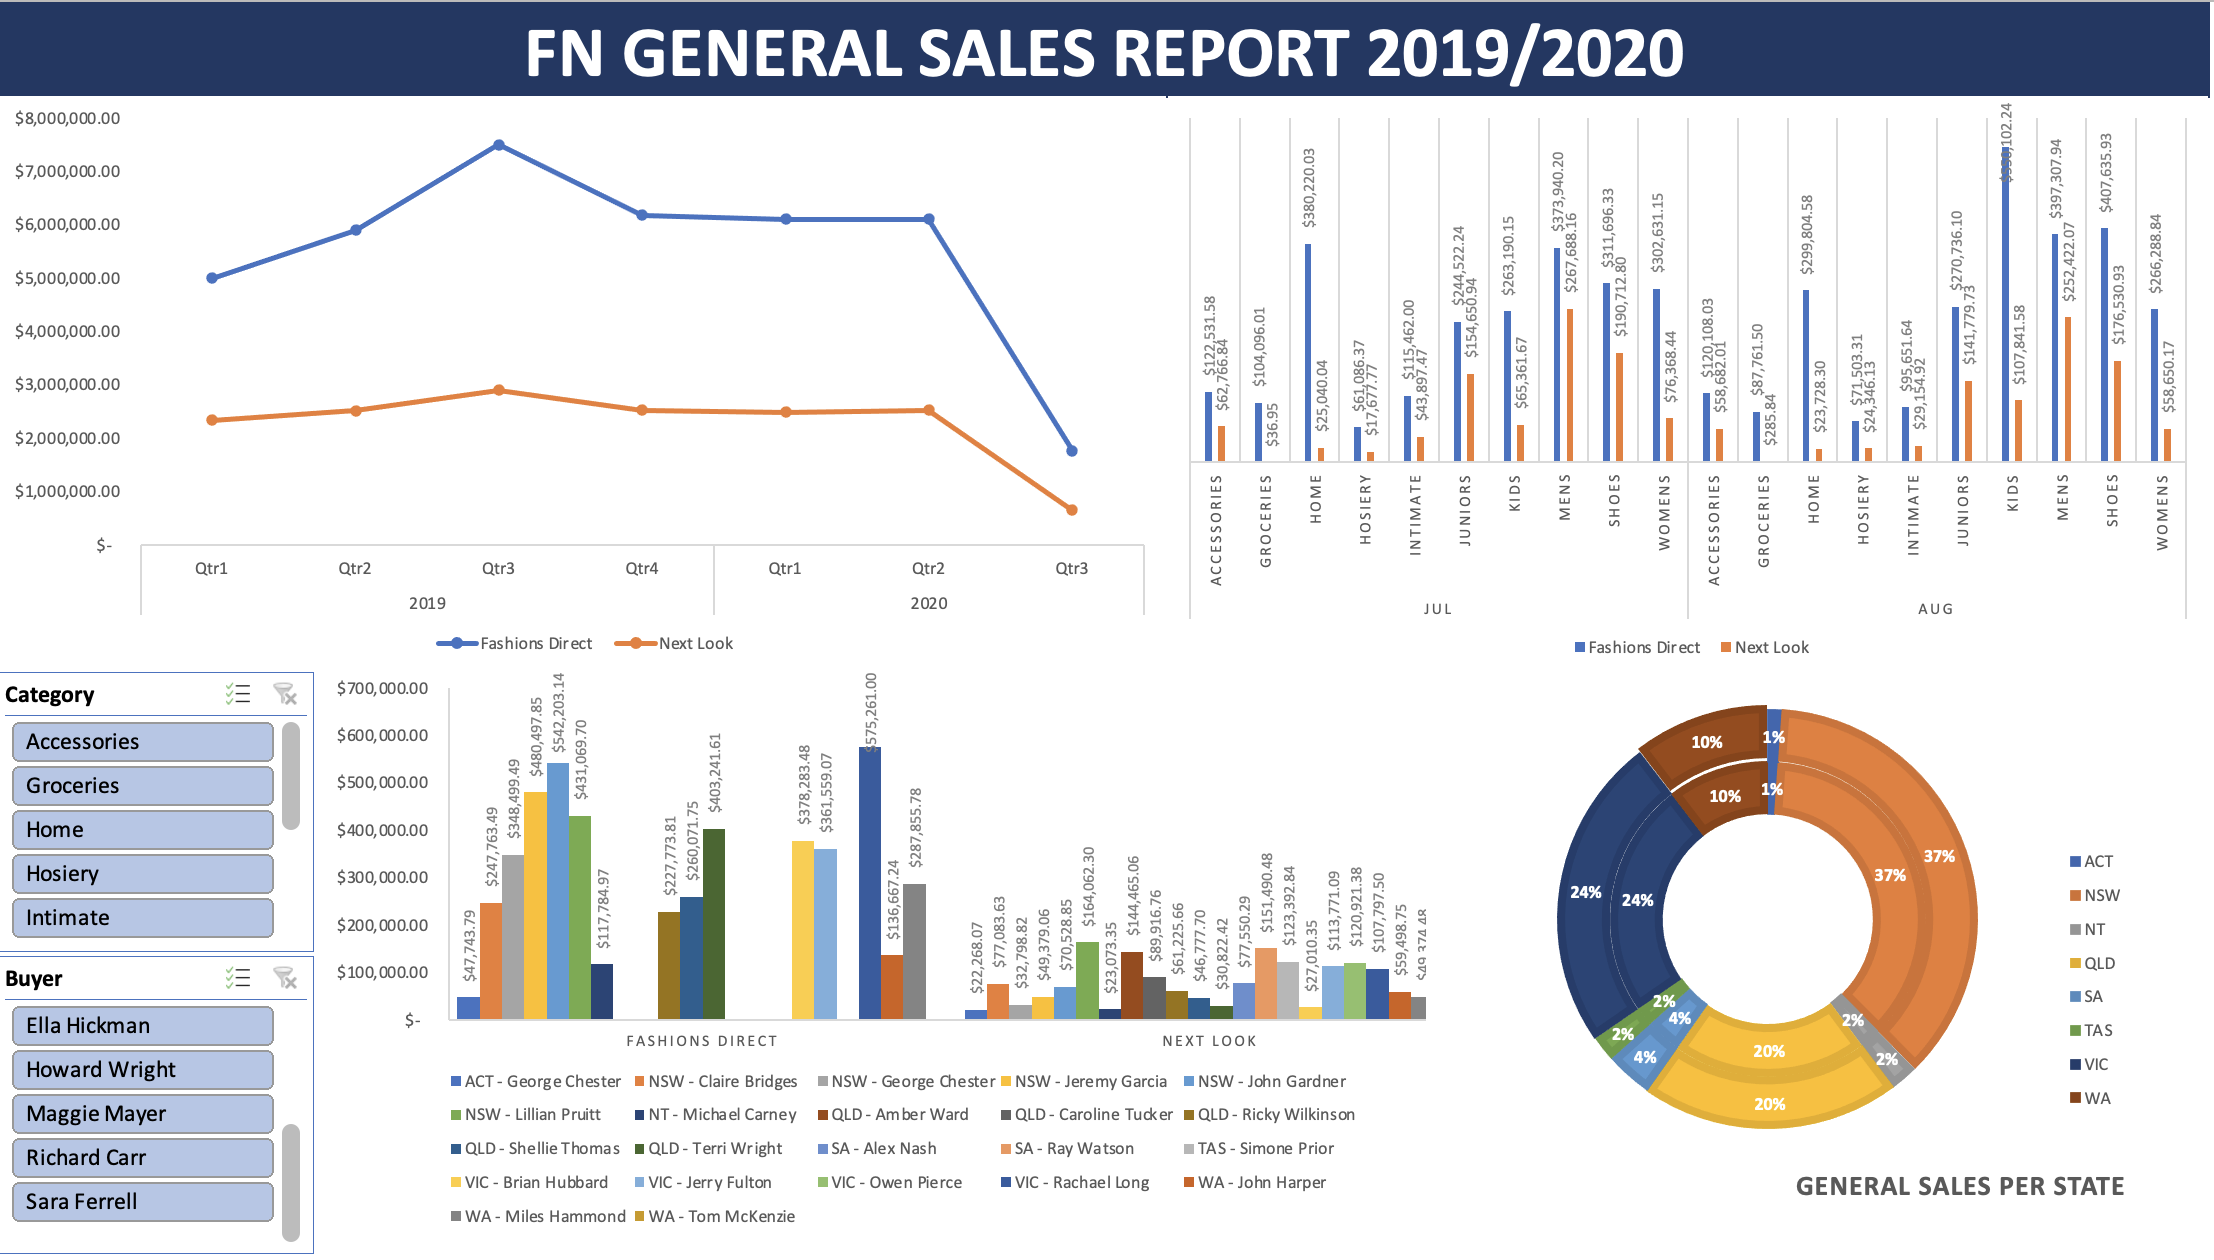 FN GENERAL SALES REPORT 2019/2020
$8,000,000.00
$7,000,000.00
$6,000,000.00
$5,000,000.00
$4,000,000.00
$3,000,000.00
$2,000,000.00
$1,000,000.00
$-
Qtr1 Qtr2 Qtr3 Qtr4 Qtr1 Qtr2 Qtr3
2019 2020
Fashions Direct Next Look
$122,531.58 $62,766.84 $104,096.01 $36.95 $380,220.03 $25,040.04 $61,086.37 $17,677.77 $115,462.00 $43,897.47 $244,522.24 $154,650.94 $263,190.15 $65,361.67 $373,940.20 $267,688.16 $311,696.33 $190,712.80 $302,631.15 $76,368.44
$120,108.03 $58,682.01 $87,761.50 $285.84 $299,804.58 $23,728.30 $71,503.31 $24,346.13 $95,651.64 $29,154.92 $270,736.10 $141,779.73 $107,841.58 $397,307.94 $252,422.07 $407,635.93 $176,530.93 $266,288.84 $58,650.17
ACCESSORIES GROCERIES HOME HOSIERY INTIMATE JUNIORS KIDS MENS SHOES WOMENS ACCESSORIES GROCERIES HOME HOSIERY INTIMATE JUNIORS KIDS MENS SHOES WOMENS
JUL AUG
Fashions Direct Next Look
Category
Accessories
Groceries
Home
Hosiery
Intimate
Buyer
Ella Hickman
Howard Wright
Maggie Mayer
Richard Carr
Sara Ferrell
$700,000.00
$600,000.00
$500,000.00
$400,000.00
$300,000.00
$200,000.00
$100,000.00
$-
$47,743.79 $247,763.49 $348,499.49 $480,497.85 $542,203.14 $431,069.70 $117,784.97 $227,773.81 $260,071.75 $403,241.61 $378,283.48 $361,559.07 $575,261.00 $136,667.24 $287,855.78
$22,268.07 $77,083.63 $32,798.82 $49,379.06 $70,528.85 $164,062.30 $23,073.35 $144,465.06 $89,916.76 $61,225.66 $46,777.70 $30,822.42 $77,550.29 $151,490.48 $123,392.84 $27,010.35 $113,771.09 $120,921.38 $107,797.50 $59,498.75
FASHIONS DIRECT NEXT LOOK
ACT - George Chester NSW - Claire Bridges NSW - George Chester NSW - Jeremy Garcia NSW - John Gardner
NSW - Lillian Pruitt NT - Michael Carney QLD - Amber Ward QLD - Caroline Tucker QLD - Ricky Wilkinson
QLD - Shellie Thomas QLD - Terri Wright SA - Alex Nash SA - Ray Watson TAS - Simone Prior
VIC - Brian Hubbard VIC - Jerry Fulton VIC - Owen Pierce VIC - Rachael Long WA - John Harper
WA - Miles Hammond WA - Tom McKenzie
10% 1%
10% 1%
37%
37%
24% 24%
2% 2%
2% 4% 4% 2%
20%
20%
ACT
NSW
NT
QLD
SA
TAS
VIC
WA
GENERAL SALES PER STATE